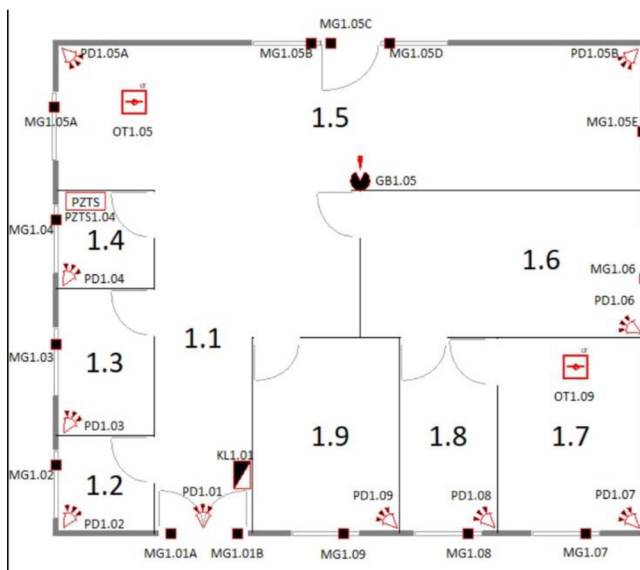 MG1.05C
PD1.05A
MG1.05B
MG1.05D
PD1.05B
MG1.05A
OT1.05
1.5
MG1.05E
GB1.05
PZTS
PZTS1.04
MG1.04
1.4
1.6
PD1.04
MG1.06
PD1.06
MG1.03
1.3
1.1
OT1.09
PD1.03
1.9
1.8
1.7
KL1.01
MG1.02
1.2
PD1.01
PD1.02
PD1.09
PD1.08
PD1.07
MG1.01A
MG1.01B
MG1.09
MG1.08
MG1.07